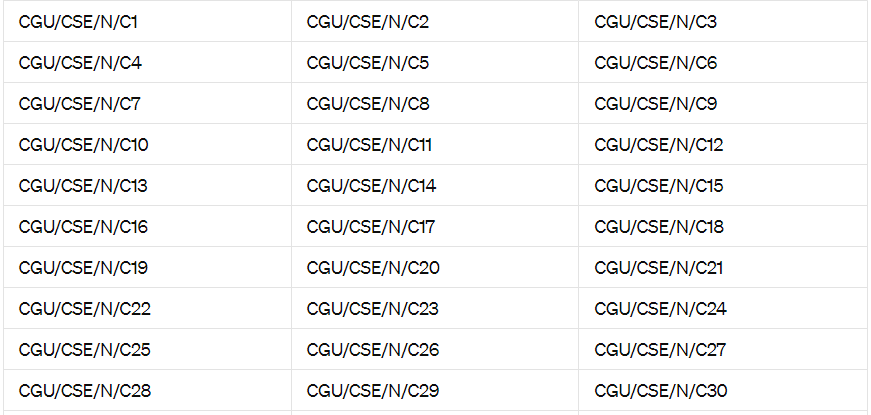 CGU/CSE/N/C1 CGU/CSE/N/C2 CGU/CSE/N/C3
CGU/CSE/N/C4 CGU/CSE/N/C5 CGU/CSE/N/C6
CGU/CSE/N/C7 CGU/CSE/N/C8 CGU/CSE/N/C9
CGU/CSE/N/C10 CGU/CSE/N/C11 CGU/CSE/N/C12
CGU/CSE/N/C13 CGU/CSE/N/C14 CGU/CSE/N/C15
CGU/CSE/N/C16 CGU/CSE/N/C17 CGU/CSE/N/C18
CGU/CSE/N/C19 CGU/CSE/N/C20 CGU/CSE/N/C21
CGU/CSE/N/C22 CGU/CSE/N/C23 CGU/CSE/N/C24
CGU/CSE/N/C25 CGU/CSE/N/C26 CGU/CSE/N/C27
CGU/CSE/N/C28 CGU/CSE/N/C29 CGU/CSE/N/C30